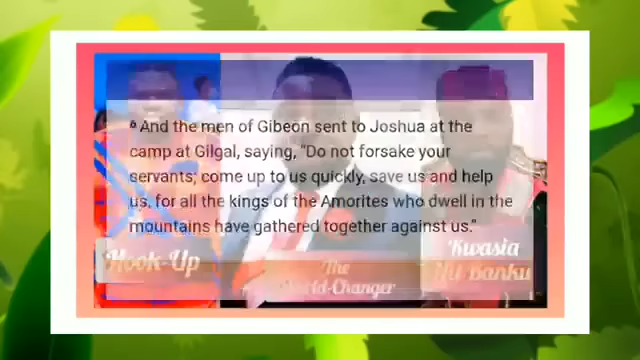 6 And the men of Gibeon sent to Joshua at the
camp at Gilgal, saying, "Do not forsake your
servants; come up to us quickly, save us and help
us, for all the kings of the Amorites who dwell in the
mountains have gathered together against us."
Hook-Up
The
World-Changer
Kwasia
Hit Banku